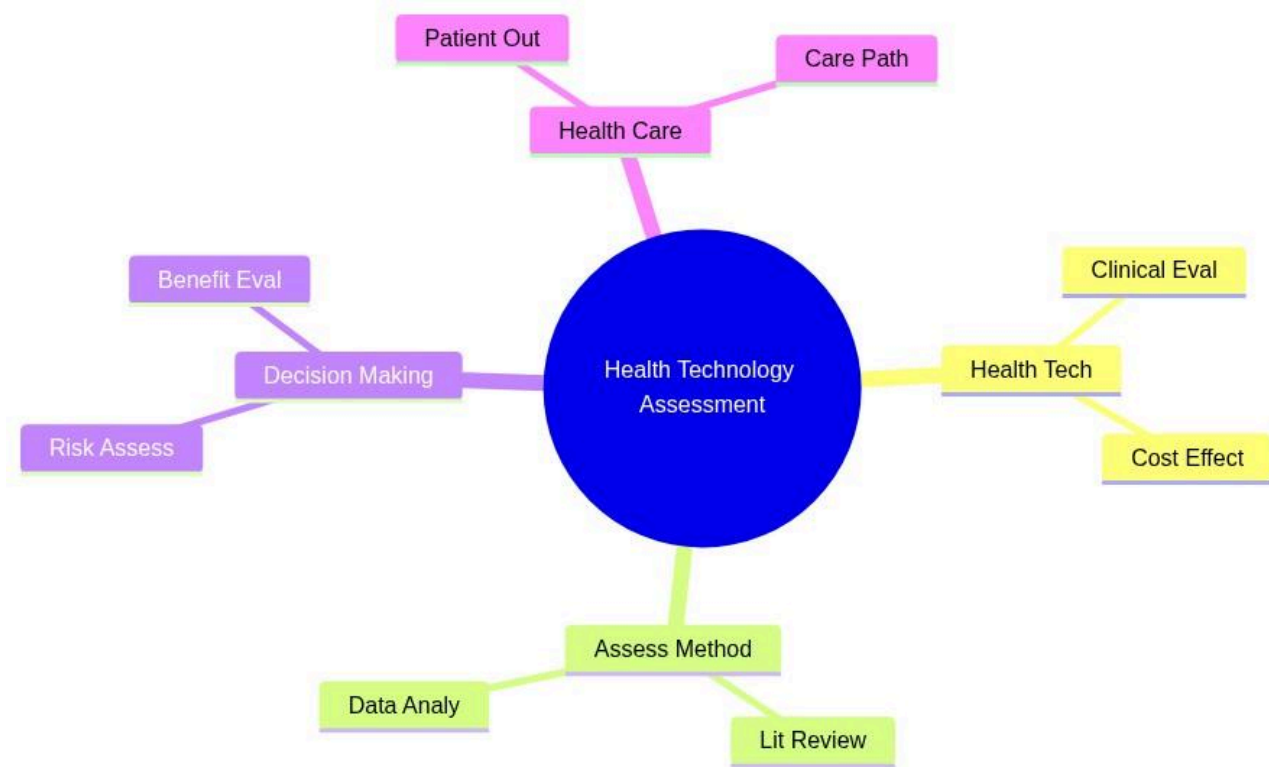 Patient Out
Care Path
Health Care
Benefit Eval
Clinical Eval
Health Technology
Assessment
Decision Making
Health Tech
Risk Assess
Cost Effect
Assess Method
Data Analy
Lit Review